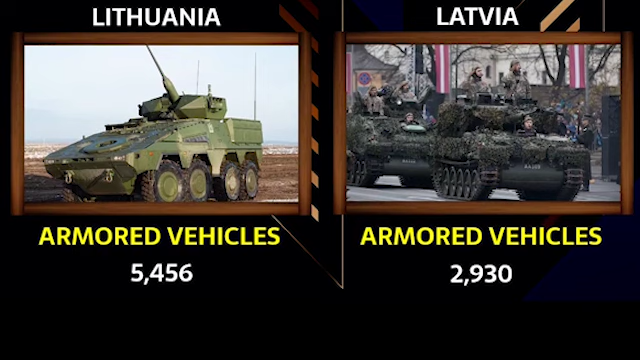 LITHUANIA
ARMORED VEHICLES
5,456
LATVIA
ARMORED VEHICLES
2,930